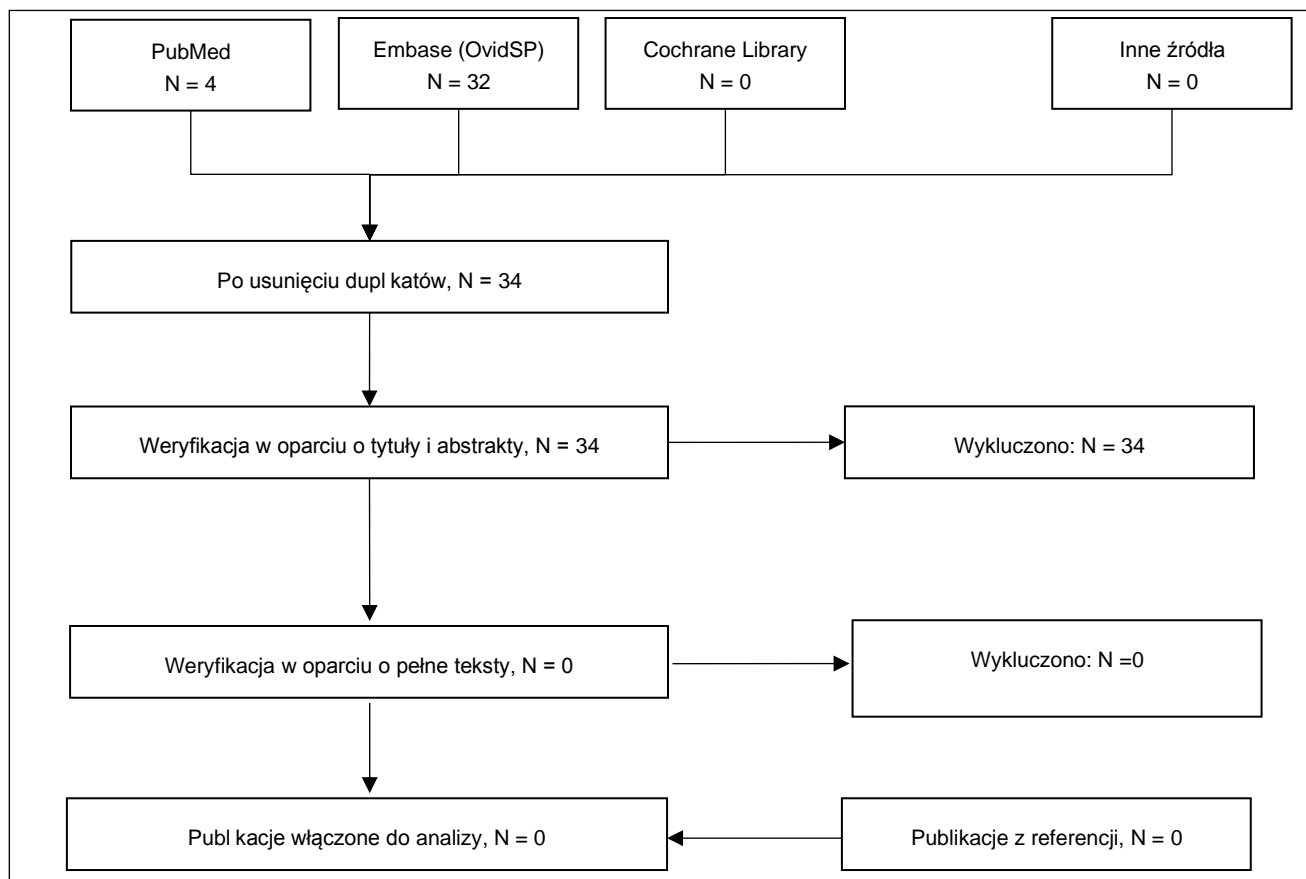 PubMed
N = 4
Embase (OvidSP)
N = 32
Cochrane Library
N = 0
Inne źródła
N = 0
Po usunięciu dupl katów, N = 34
Weryfikacja w oparciu o tytuły i abstrakty, N = 34
Wykluczono: N = 34
Weryfikacja w oparciu o pełne teksty, N = 0
Wykluczono: N =0
Publ kacje włączone do analizy, N = 0
Publikacje z referencji, N = 0